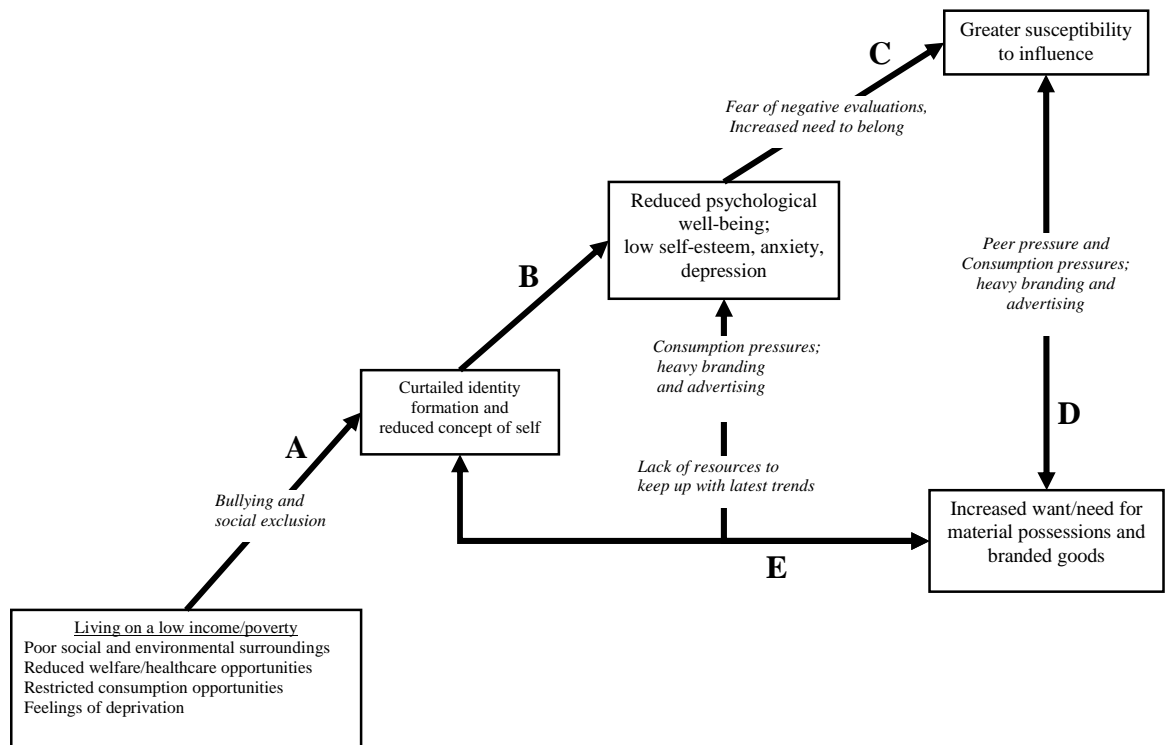 Greater susceptibility
to influence
C
Fear of negative evaluations,
Increased need to belong
Reduced psychological
well-being;
low self-esteem, anxiety,
depression
Peer pressure and
Consumption pressures;
heavy branding and
advertising
B
Consumption pressures;
heavy branding
and advertising
Curtailed identity
formation and
reduced concept of self
D
A
Lack of resources to
keep up with latest trends
Bullying and
social exclusion
Increased want/need for
material possessions and
branded goods
E
Living on a low income/poverty
Poor social and environmental surroundings
Reduced welfare/healthcare opportunities
Restricted consumption opportunities
Feelings of deprivation